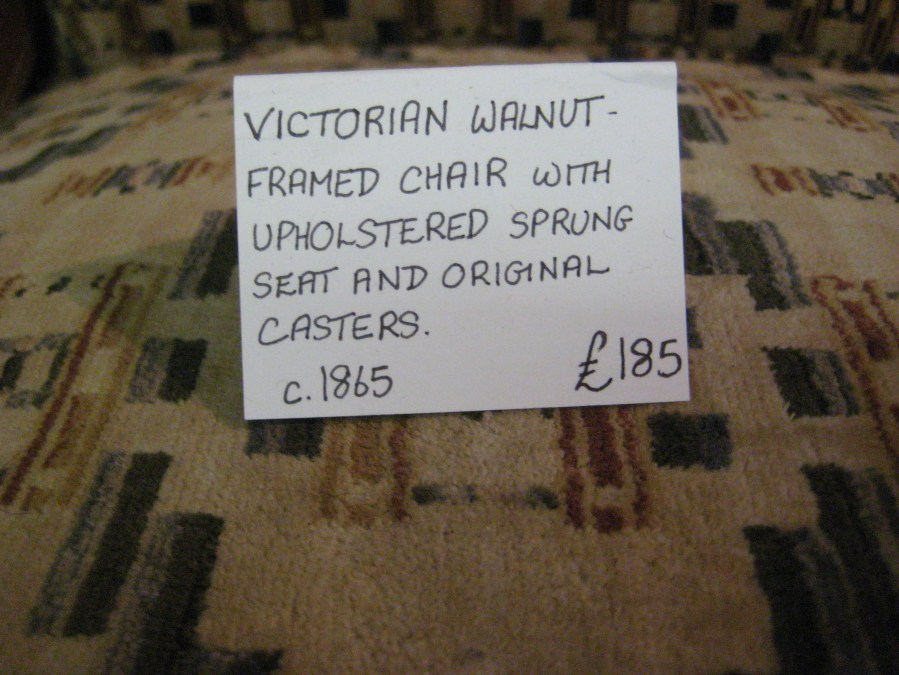 VICTORIAN WALNUT-
FRAMED CHAIR WITH
UPHOLSTERED SPRUNG
SEAT AND ORIGINAL
CASTERS.
c.1865 £185